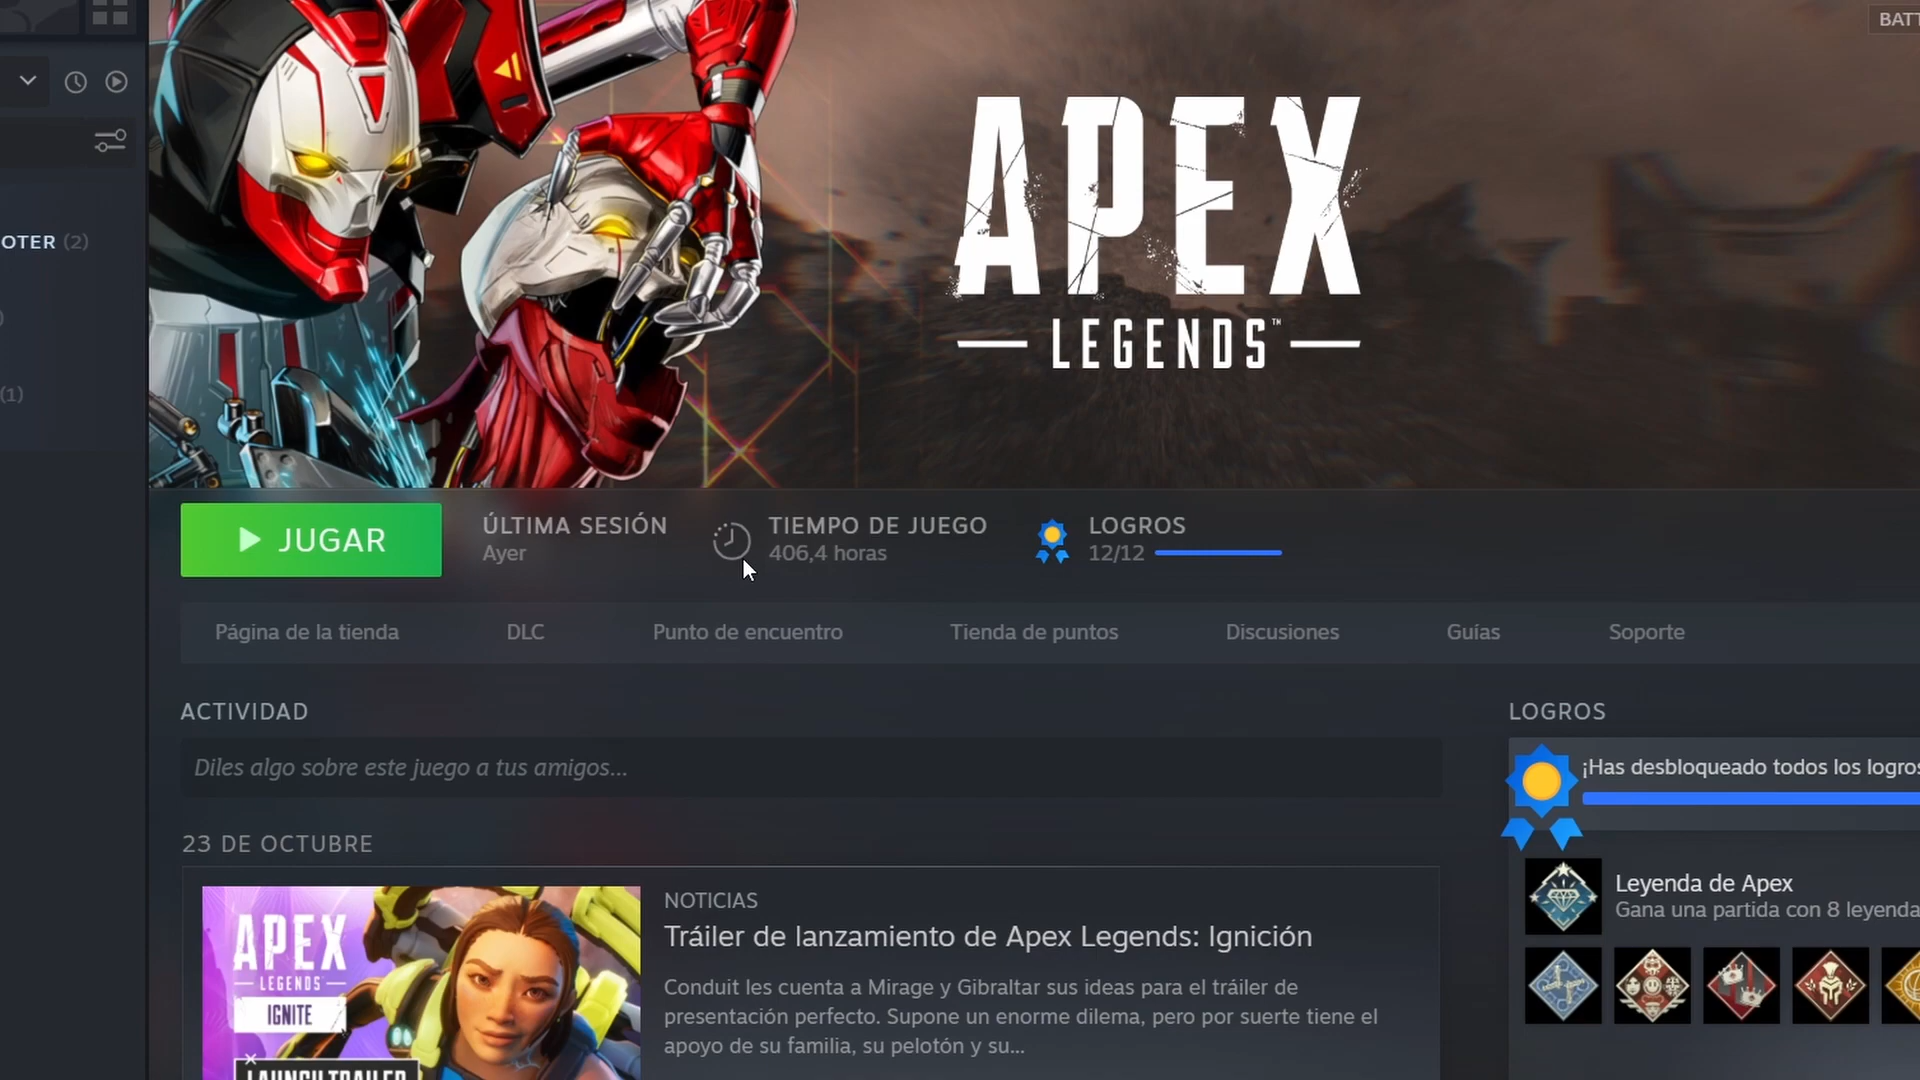 BATT
OTER (2)
)
(1)
APEX
LEGENDS™
JUGAR
ÚLTIMA SESIÓN
Ayer
TIEMPO DE JUEGO
406,4 horas
LOGROS
12/12
Página de la tienda
DLC
Punto de encuentro
Tienda de puntos
Discusiones
Guías
Soporte
ACTIVIDAD
Diles algo sobre este juego a tus amigos...
23 DE OCTUBRE
APEX
LEGENDS
IGNITE
LAUNCH TRAILER
NOTICIAS
Tráiler de lanzamiento de Apex Legends: Ignición
Conduit les cuenta a Mirage y Gibraltar sus ideas para el tráiler de
presentación perfecto. Supone un enorme dilema, pero por suerte tiene el
apoyo de su familia, su pelotón y su...
LOGROS
¡Has desbloqueado todos los logros
Leyenda de Apex
Gana una partida con 8 leyenda